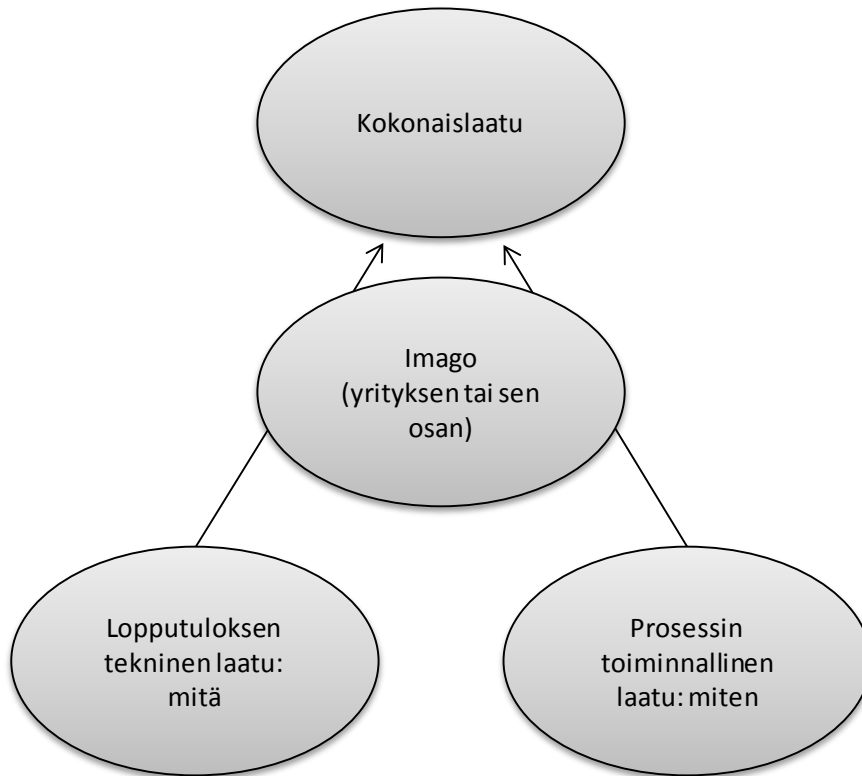 Kokonaislaatu
Imago
(yrityksen tai sen
osan)
Lopputuloksen
tekninen laatu:
mitä
Prosessin
toiminnallinen
laatu: miten